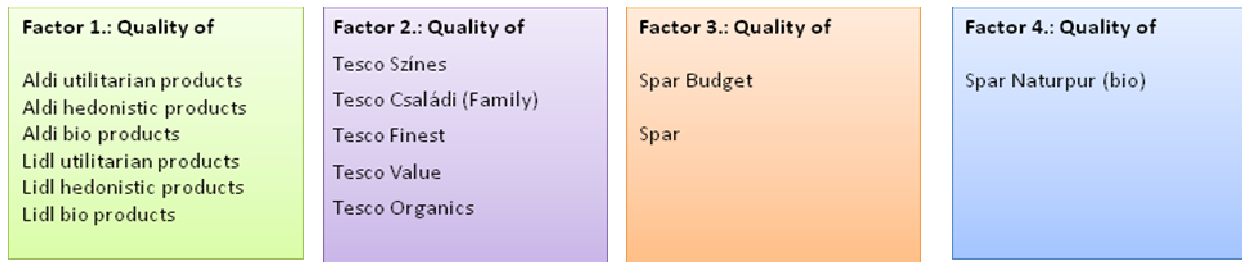 Factor 1.: Quality of
Aldi utilitarian products
Aldi hedonistic products
Aldi bio products
Lidl utilitarian products
Lidl hedonistic products
Lidl bio products
Factor 2.: Quality of
Tesco Színes
Tesco Családi (Family)
Tesco Finest
Tesco Value
Tesco Organics
Factor 3.: Quality of
Spar Budget
Spar
Factor 4.: Quality of
Spar Naturpur (bio)